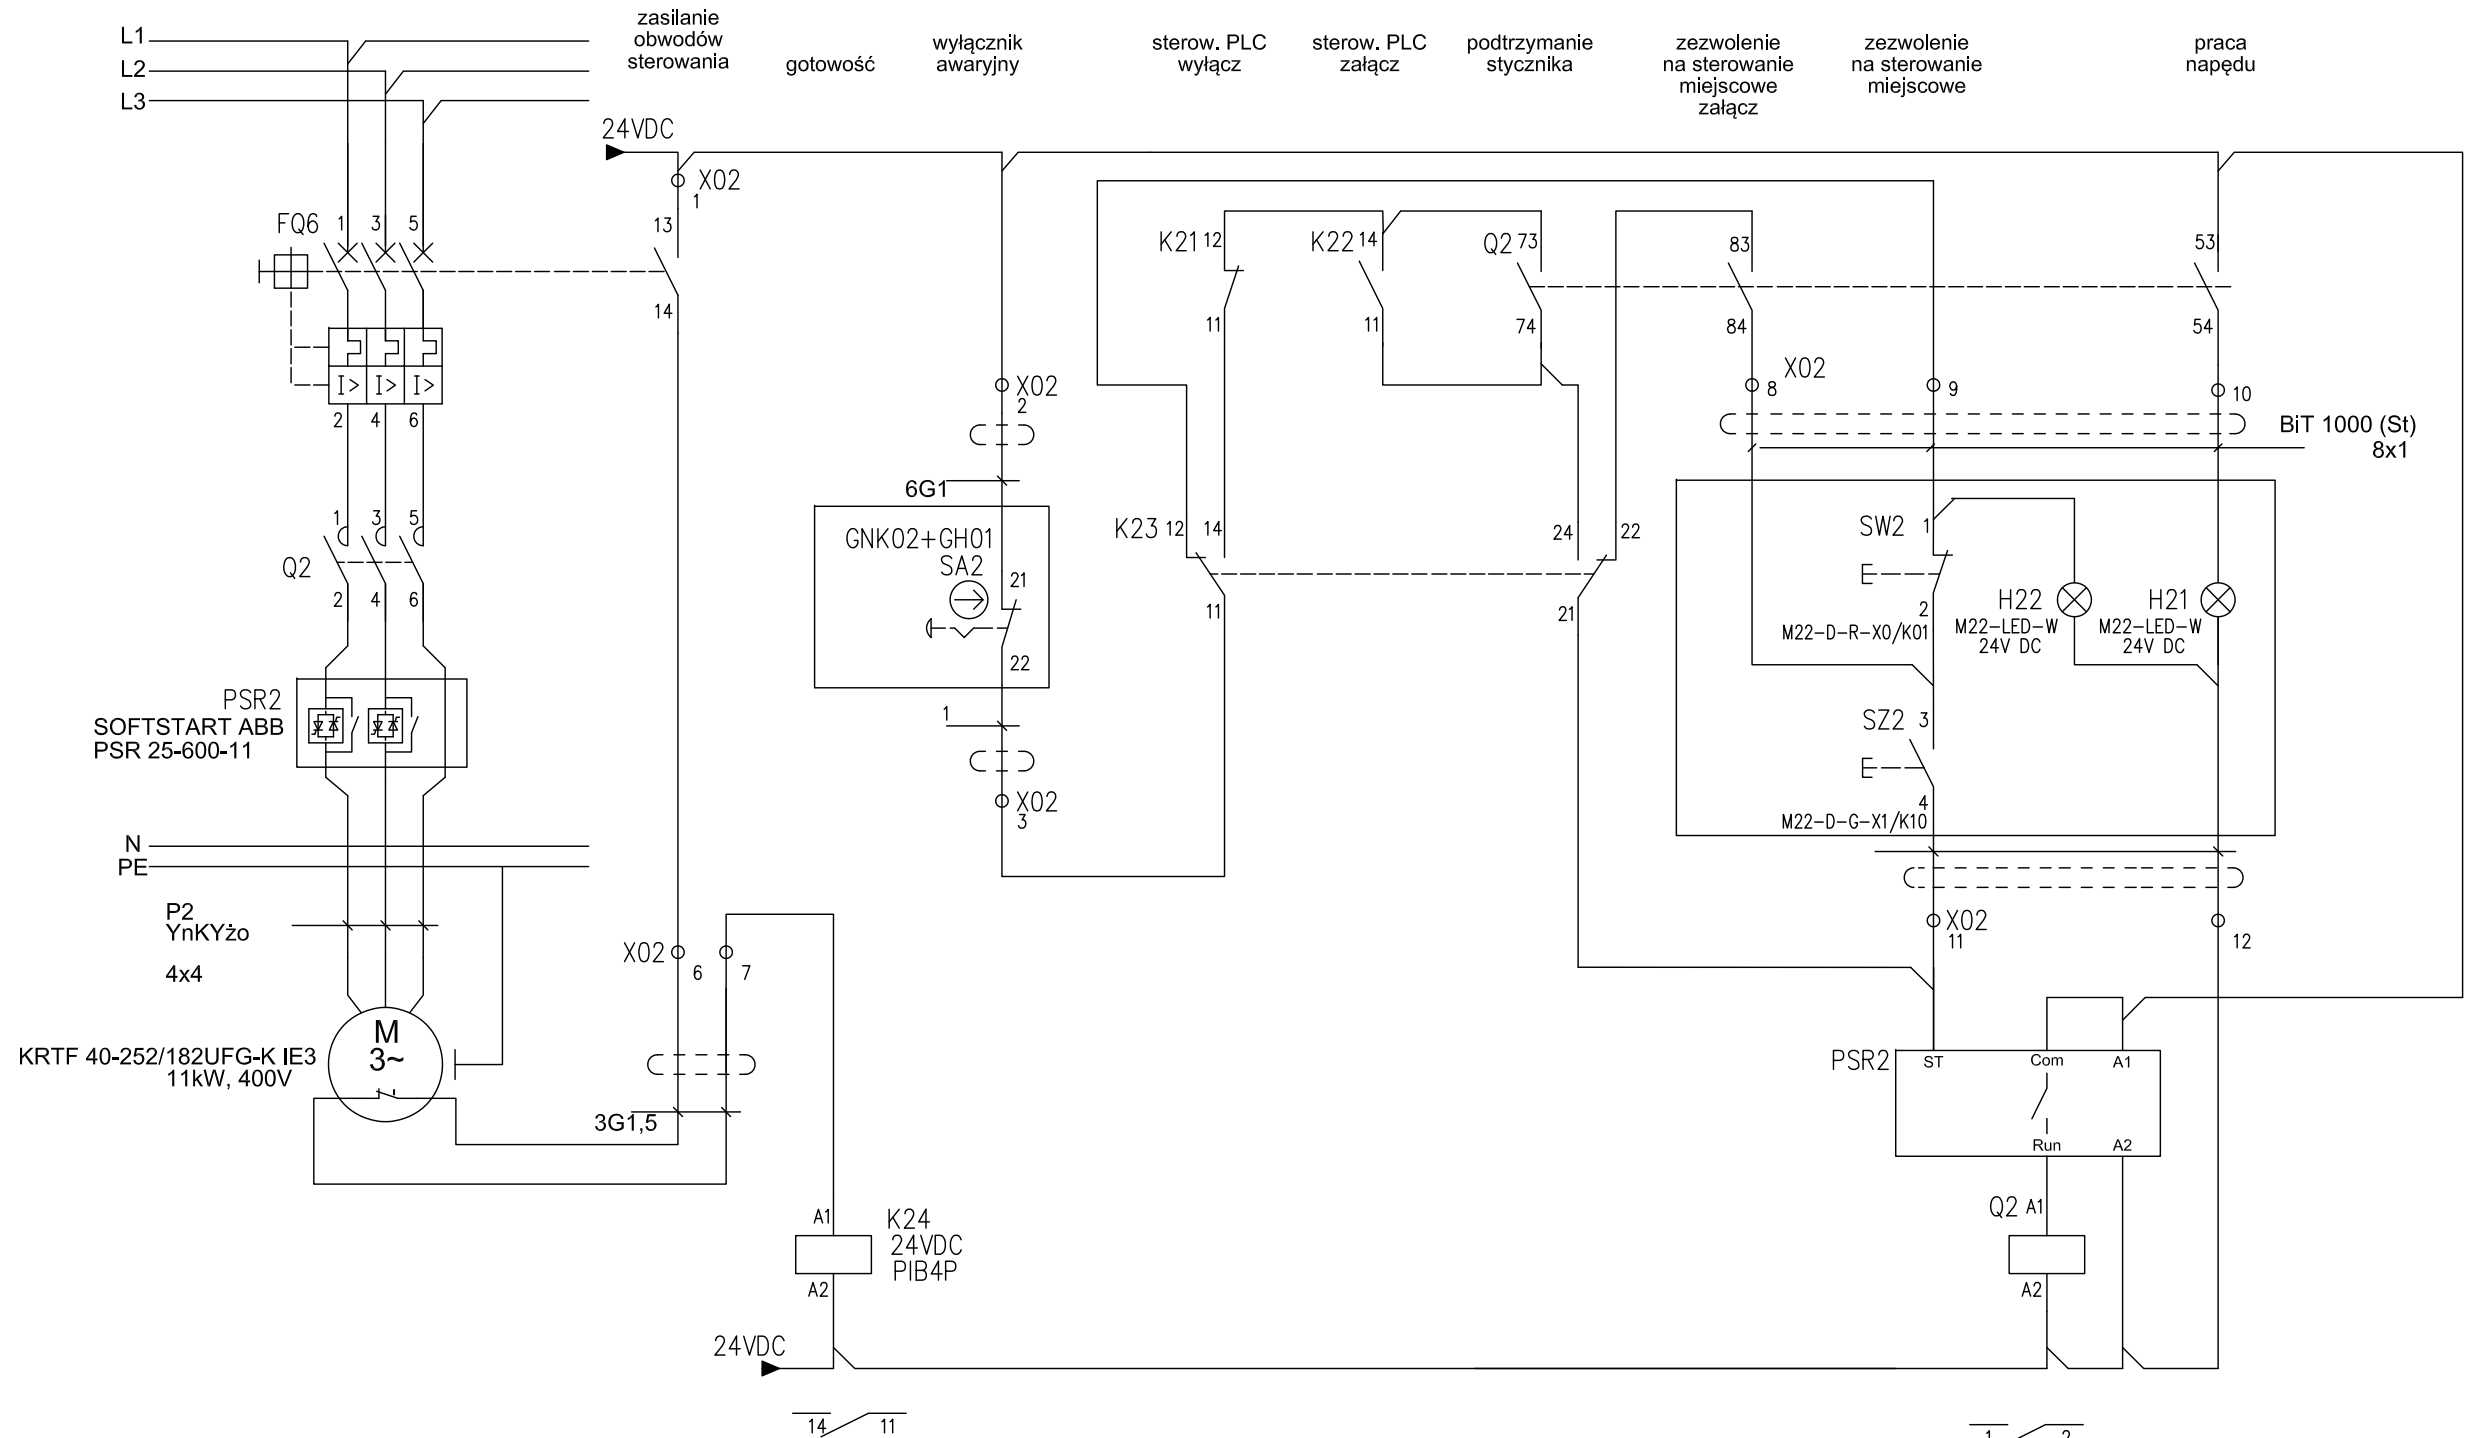 zasilanie
obwodów
sterowania
gotowość
wyłącznik
awaryjny
sterow. PLC
wyłącz
sterow. PLC
załącz
podtrzymanie
stycznika
zezwolenie
na sterowanie
miejscowe
załącz
zezwolenie
na sterowanie
miejscowe
praca
napędu
L1
L2
L3
24VDC
X02
1
FQ6
1
3
5
13
14
I>
I>
I>
2
4
6
Q2
1
3
5
2
4
6
PSR2
SOFTSTART ABB
PSR 25-600-11
N
PE
P2
YnKYżo
4x4
M
3~
KRTF 40-252/182UFG-K IE3
11kW, 400V
X02
6
7
3G1,5
X02
2
6G1
GNK02+GH01
SA2
21
22
1
X02
3
K21
12
11
K22
14
11
Q2
73
74
83
84
53
54
K23
12
14
11
24
22
21
X02
8
9
10
BiT 1000 (St)
8x1
SW2
1
2
M22-D-R-X0/K01
H22
M22-LED-W
24V DC
H21
M22-LED-W
24V DC
SZ2
3
4
M22-D-G-X1/K10
X02
11
12
PSR2
ST
Com
A1
Run
A2
A1
K24
24VDC
PIB4P
A2
Q2
A1
A2
24VDC
14
11
1
2